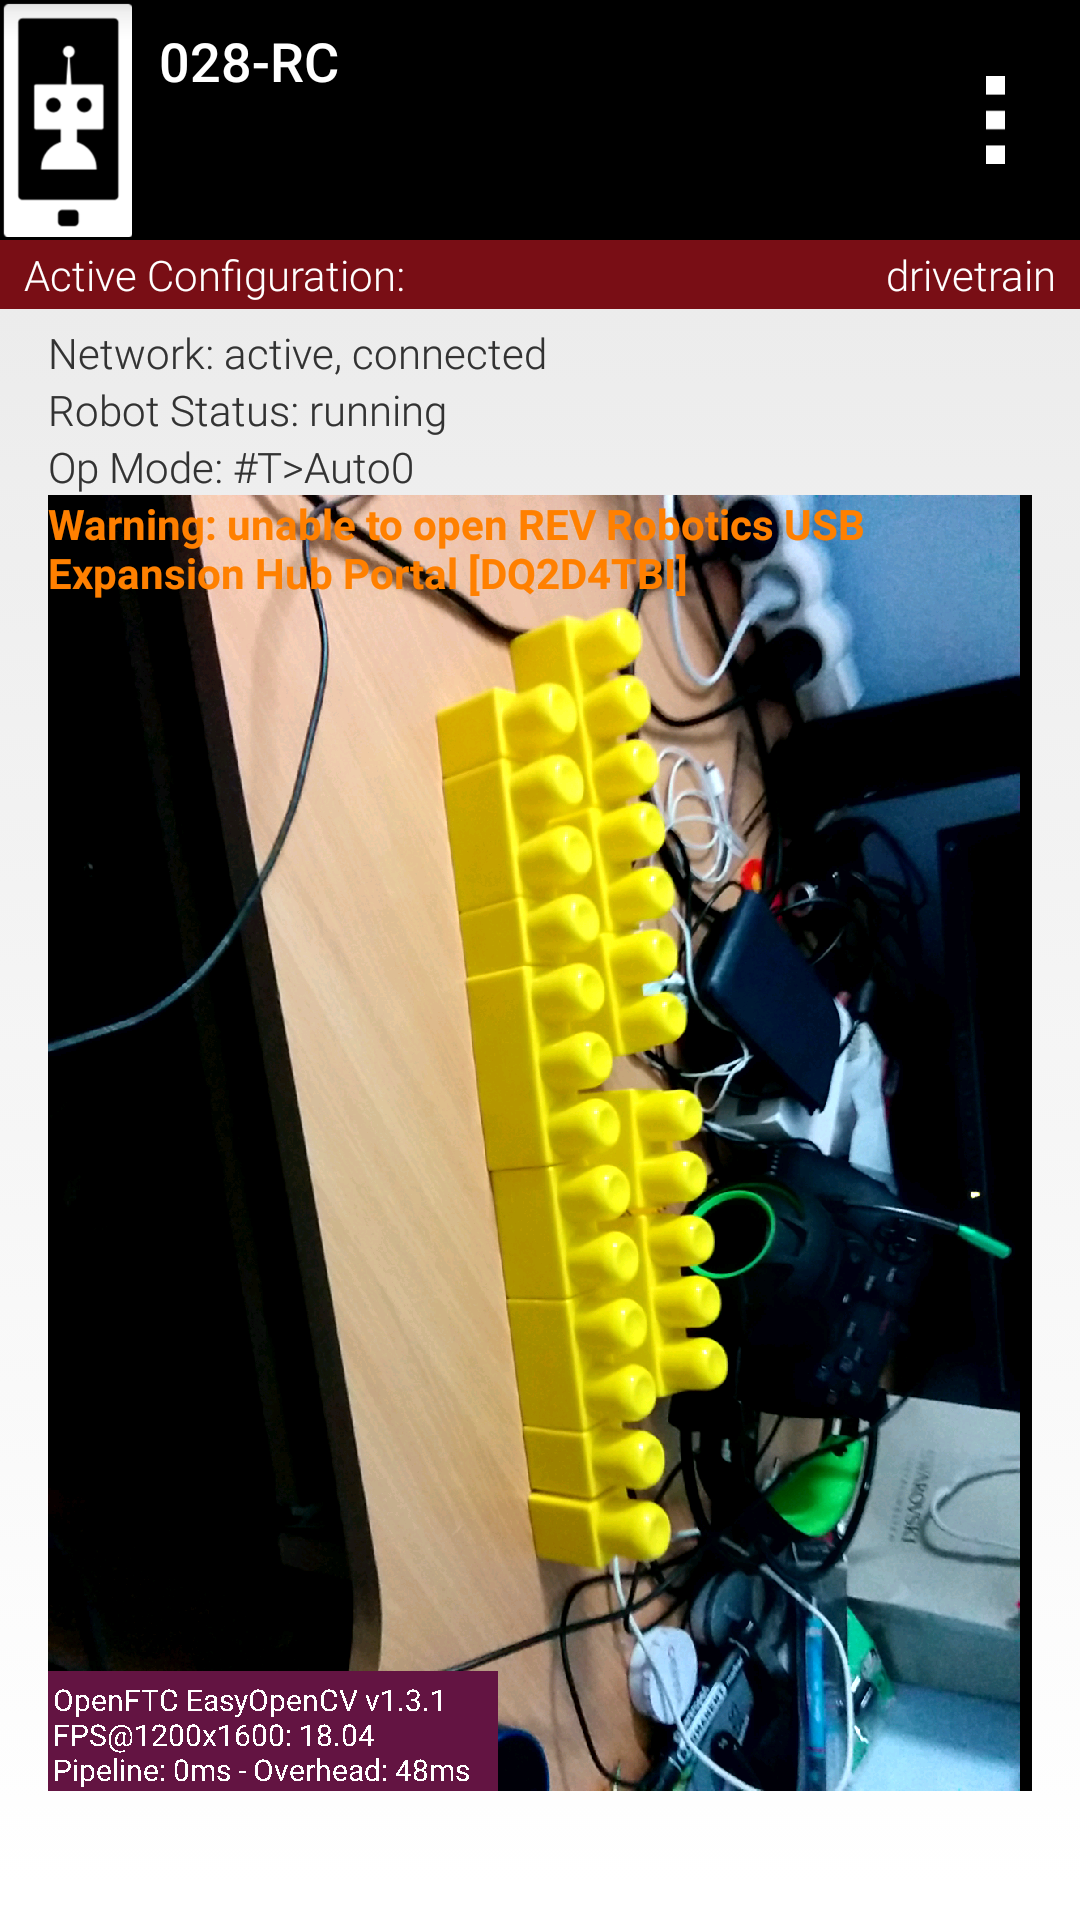 028-RC
Active Configuration: drivetrain
Network: active, connected
Robot Status: running
Op Mode: #T>Auto0
Warning: unable to open REV Robotics USB
Expansion Hub Portal [DQ2D4TBI]
SWAROVSKI
OpenFTC EasyOpenCV v1.3.1
FPS@1200x1600: 18.04
Pipeline: 0ms - Overhead: 48ms